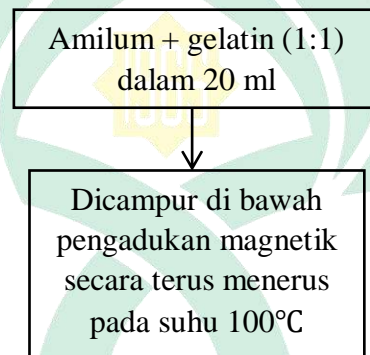 Amilum + gelatin (1:1)
dalam 20 ml
Dicampur di bawah
pengadukan magnetik
secara terus menerus
pada suhu 100°C